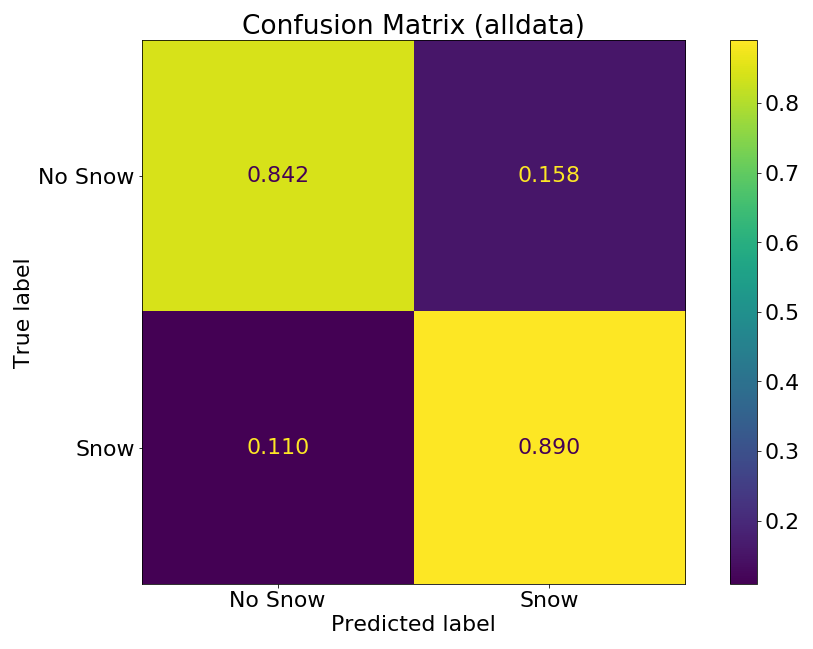 Confusion Matrix (alldata)
No Snow
0.842
0.158
Snow
0.110
0.890
True label
No Snow
Snow
Predicted label
0.8
0.7
0.6
0.5
0.4
0.3
0.2